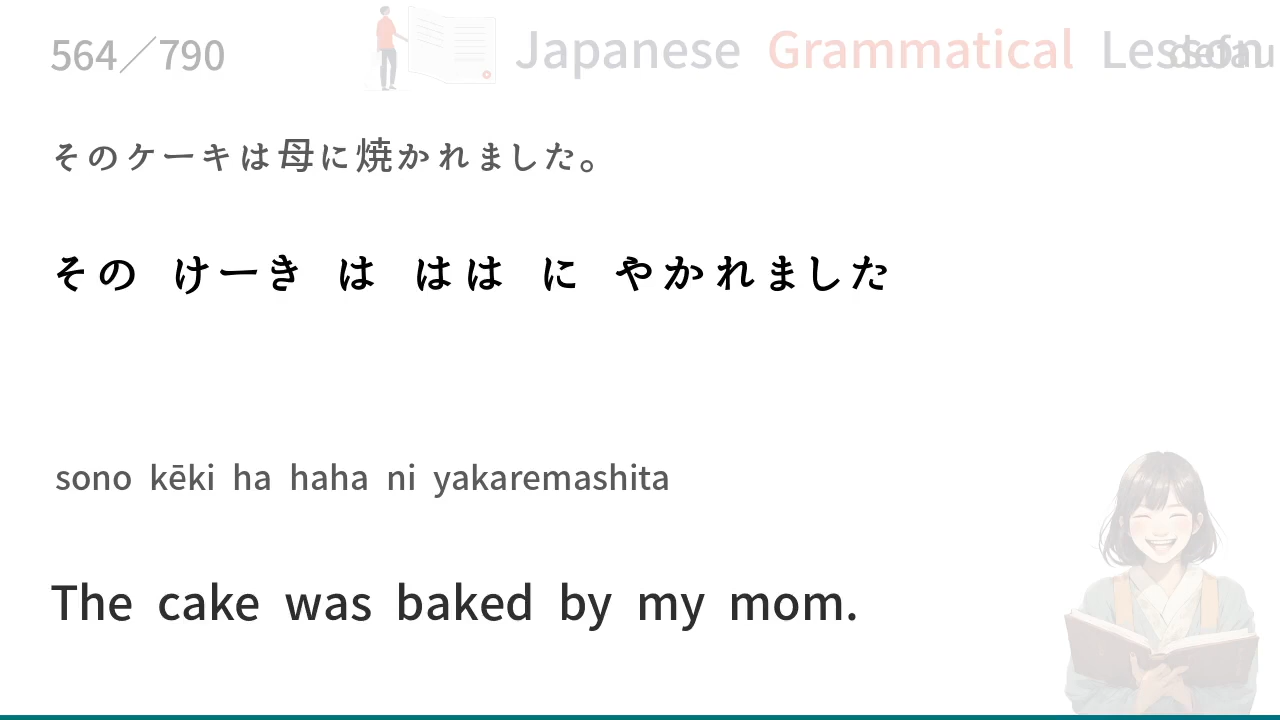 564／790
Japanese Grammatical Lesson
defau
そのケーキは母に焼かれました。
その けーき は はは に やかれました
sono kēki ha haha ni yakaremashita
The cake was baked by my mom.